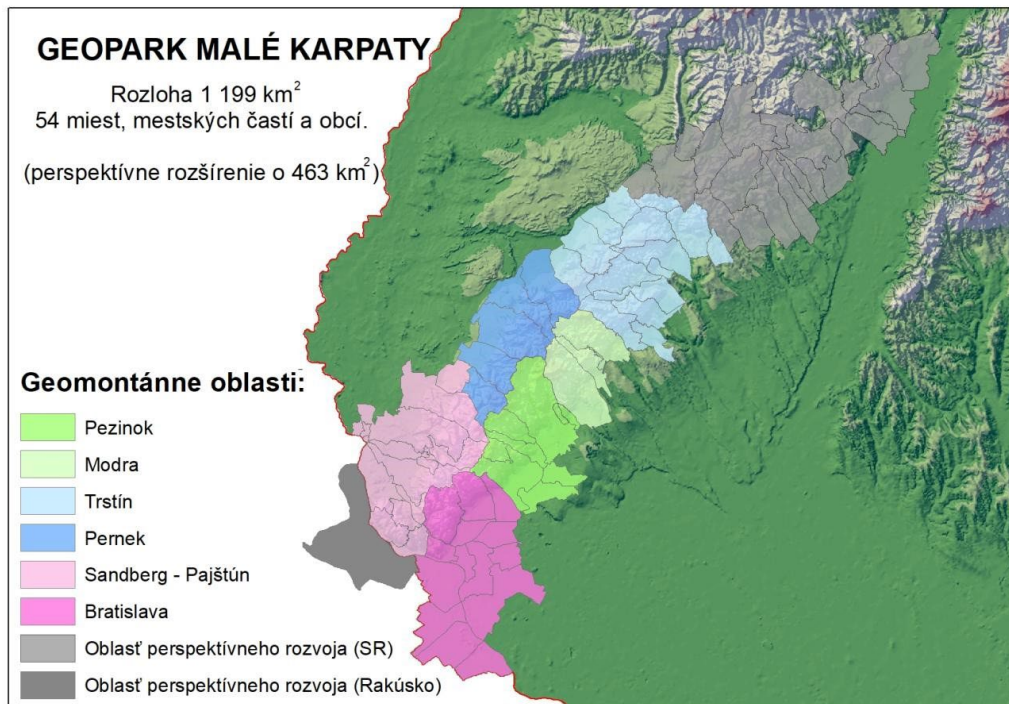 GEOPARK MALÉ KARPATY
Rozloha 1 199 km²
54 miest, mestských častí a obcí.
(perspektívne rozšírenie o 463 km²)
Geomontánne oblasti:
Pezinok
Modra
Trstín
Pernek
Sandberg - Pajštún
Bratislava
Oblasť perspektívneho rozvoja (SR)
Oblasť perspektívneho rozvoja (Rakúsko)